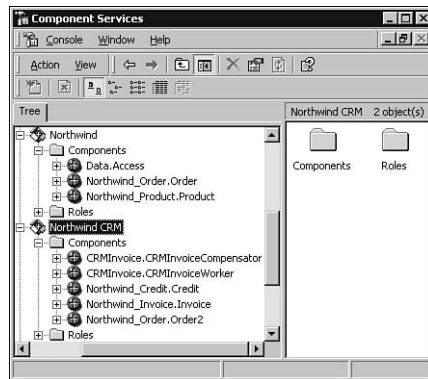 Component Services
Console Window Help
Action View
Tree
Northwind CRM 2 object(s)
Northwind
Components
Data.Access
Northwind_Order.Order
Northwind_Product.Product
Roles
Northwind CRM
Components
CRMInvoice.CRMInvoiceCompensator
CRMInvoice.CRMInvoiceWorker
Northwind_Credit.Credit
Northwind_Invoice.Invoice
Northwind_Order.Order2
Roles
Components Roles